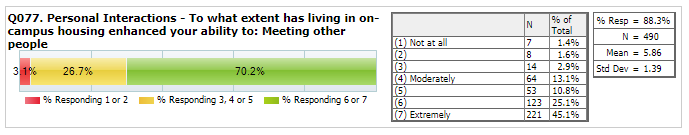 Q077. Personal Interactions - To what extent has living in on-
campus housing enhanced your ability to: Meeting other
people
3.1% 26.7% 70.2%
% Responding 1 or 2 % Responding 3, 4 or 5 % Responding 6 or 7
N % of Total
(1) Not at all 7 1.4%
(2) 8 1.6%
(3) 14 2.9%
(4) Moderately 64 13.1%
(5) 53 10.8%
(6) 123 25.1%
(7) Extremely 221 45.1%
% Resp = 88.3%
N = 490
Mean = 5.86
Std Dev = 1.39